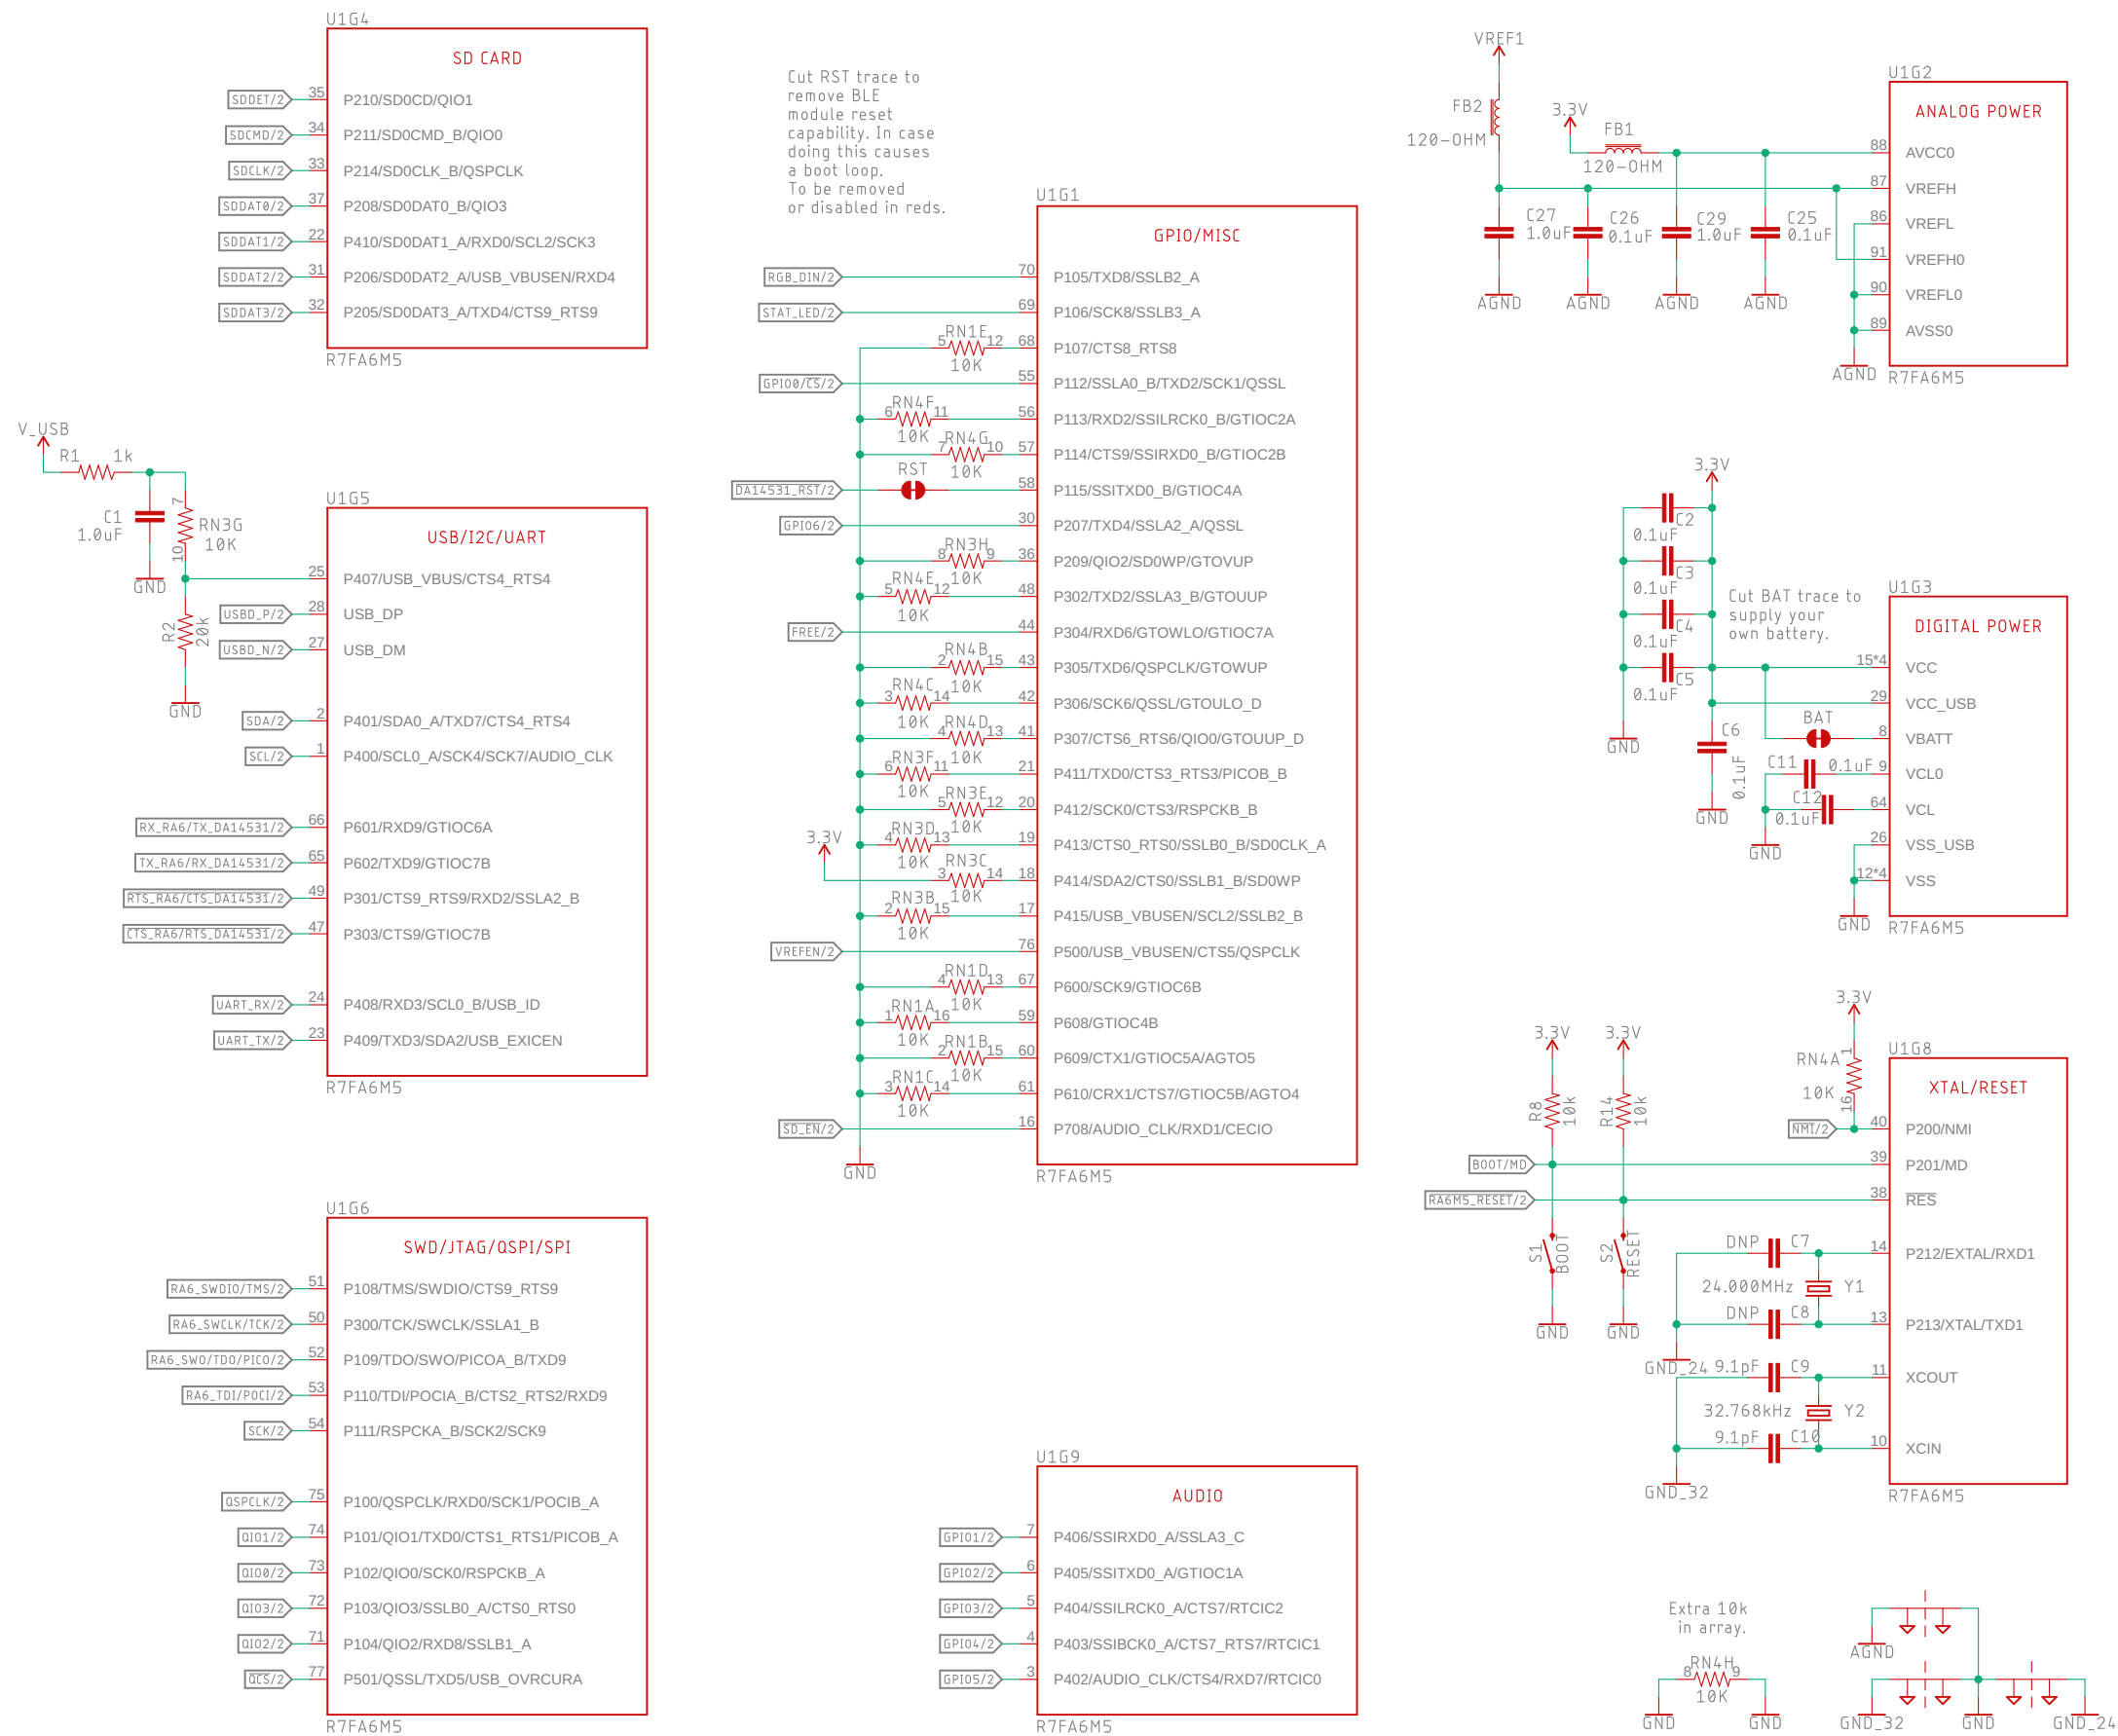 U1G4
SD CARD
SDDET/2 35 P210/SD0CD/QIO1
SDCMD/2 34 P211/SD0CMD_B/QIO0
SDCLK/2 33 P214/SD0CLK_B/QSPCLK
SDDAT0/2 37 P208/SD0DAT0_B/QIO3
SDDAT1/2 22 P410/SD0DAT1_A/RXD0/SCL2/SCK3
SDDAT2/2 31 P206/SD0DAT2_A/USB_VBUSEN/RXD4
SDDAT3/2 32 P205/SD0DAT3_A/TXD4/CTS9_RTS9
R7FA6M5
V_USB
R1 1k
C1
1.0uF
GND
7
RN3G
10K
10
R2
20k
GND
U1G5
USB/I2C/UART
25 P407/USB_VBUS/CTS4_RTS4
USBD_P/2 28 USB_DP
USBD_N/2 27 USB_DM
SDA/2 2 P401/SDA0_A/TXD7/CTS4_RTS4
SCL/2 1 P400/SCL0_A/SCK4/SCK7/AUDIO_CLK
RX_RA6/TX_DA14531/2 66 P601/RXD9/GTIOC6A
TX_RA6/RX_DA14531/2 65 P602/TXD9/GTIOC7B
RTS_RA6/CTS_DA14531/2 49 P301/CTS9_RTS9/RXD2/SSLA2_B
CTS_RA6/RTS_DA14531/2 47 P303/CTS9/GTIOC7B
UART_RX/2 24 P408/RXD3/SCL0_B/USB_ID
UART_TX/2 23 P409/TXD3/SDA2/USB_EXICEN
R7FA6M5
U1G6
SWD/JTAG/QSPI/SPI
RA6_SWDIO/TMS/2 51 P108/TMS/SWDIO/CTS9_RTS9
RA6_SWCLK/TCK/2 50 P300/TCK/SWCLK/SSLA1_B
RA6_SWO/TDO/PICO/2 52 P109/TDO/SWO/PICOA_B/TXD9
RA6_TDI/POCI/2 53 P110/TDI/POCIA_B/CTS2_RTS2/RXD9
SCK/2 54 P111/RSPCKA_B/SCK2/SCK9
QSPCLK/2 75 P100/QSPCLK/RXD0/SCK1/POCIB_A
QIO1/2 74 P101/QIO1/TXD0/CTS1_RTS1/PICOB_A
QIO0/2 73 P102/QIO0/SCK0/RSPCKB_A
QIO3/2 72 P103/QIO3/SSLB0_A/CTS0_RTS0
QIO2/2 71 P104/QIO2/RXD8/SSLB1_A
QCS/2 77 P501/QSSL/TXD5/USB_OVRCURA
R7FA6M5
Cut RST trace to
remove BLE
module reset
capability. In case
doing this causes
a boot loop.
To be removed
or disabled in reds.
U1G1
GPIO/MISC
RGB_DIN/2 70 P105/TXD8/SSLB2_A
STAT_LED/2 69 P106/SCK8/SSLB3_A
5 RN1E 12 10K 68 P107/CTS8_RTS8
GPIO0/CS/2 55 P112/SSLA0_B/TXD2/SCK1/QSSL
6 RN4F 11 10K 56 P113/RXD2/SSILRCK0_B/GTIOC2A
7 RN4G 10 10K 57 P114/CTS9/SSIRXD0_B/GTIOC2B
DA14531_RST/2 RST 58 P115/SSITXD0_B/GTIOC4A
GPIO6/2 30 P207/TXD4/SSLA2_A/QSSL
8 RN3H 9 10K 36 P209/QIO2/SD0WP/GTOVUP
5 RN4E 12 10K 48 P302/TXD2/SSLA3_B/GTOUUP
FREE/2 44 P304/RXD6/GTOWLO/GTIOC7A
2 RN4B 15 10K 43 P305/TXD6/QSPCLK/GTOWUP
3 RN4C 14 10K 42 P306/SCK6/QSSL/GTOULO_D
4 RN4D 13 10K 41 P307/CTS6_RTS6/QIO0/GTOUUP_D
6 RN3F 11 10K 21 P411/TXD0/CTS3_RTS3/PICOB_B
5 RN3E 12 10K 20 P412/SCK0/CTS3/RSPCKB_B
4 RN3D 13 10K 19 P413/CTS0_RTS0/SSLB0_B/SD0CLK_A
3.3V
3 RN3C 14 10K 18 P414/SDA2/CTS0/SSLB1_B/SD0WP
2 RN3B 15 10K 17 P415/USB_VBUSEN/SCL2/SSLB2_B
VREFEN/2 76 P500/USB_VBUSEN/CTS5/QSPCLK
4 RN1D 13 10K 67 P600/SCK9/GTIOC6B
1 RN1A 16 10K 59 P608/GTIOC4B
2 RN1B 15 10K 60 P609/CTX1/GTIOC5A/AGTO5
3 RN1C 14 10K 61 P610/CRX1/CTS7/GTIOC5B/AGTO4
SD_EN/2 16 P708/AUDIO_CLK/RXD1/CECIO
GND
R7FA6M5
U1G9
AUDIO
GPIO1/2 7 P406/SSIRXD0_A/SSLA3_C
GPIO2/2 6 P405/SSITXD0_A/GTIOC1A
GPIO3/2 5 P404/SSILRCK0_A/CTS7/RTCIC2
GPIO4/2 4 P403/SSIBCK0_A/CTS7_RTS7/RTCIC1
GPIO5/2 3 P402/AUDIO_CLK/CTS4/RXD7/RTCIC0
R7FA6M5
VREF1
FB2
120-OHM
3.3V
FB1
120-OHM
C27
1.0uF
C26
0.1uF
C29
1.0uF
C25
0.1uF
AGND AGND AGND AGND
U1G2
ANALOG POWER
88 AVCC0
87 VREFH
86 VREFL
91 VREFH0
90 VREFL0
89 AVSS0
AGND
R7FA6M5
3.3V
C2
0.1uF
C3
0.1uF
C4
0.1uF
C5
0.1uF
GND
C6
0.1uF
GND
Cut BAT trace to
supply your
own battery.
U1G3
DIGITAL POWER
15*4 VCC
29 VCC_USB
BAT 8 VBATT
C11 0.1uF 9 VCL0
C12 0.1uF 64 VCL
GND
26 VSS_USB
12*4 VSS
GND
R7FA6M5
3.3V
3.3V
3.3V
R8
10k
R14
10k
1
RN4A
10K
16
U1G8
XTAL/RESET
NMI/2 40 P200/NMI
BOOT/MD 39 P201/MD
RA6M5_RESET/2 38 RES
S1
BOOT
GND
S2
RESET
GND
DNP C7 14 P212/EXTAL/RXD1
24.000MHz Y1
DNP C8 13 P213/XTAL/TXD1
GND_24
9.1pF C9 11 XCOUT
32.768kHz Y2
9.1pF C10 10 XCIN
GND_32
R7FA6M5
Extra 10k
in array.
8 RN4H 9
10K
GND GND
AGND
GND_32 GND GND_24